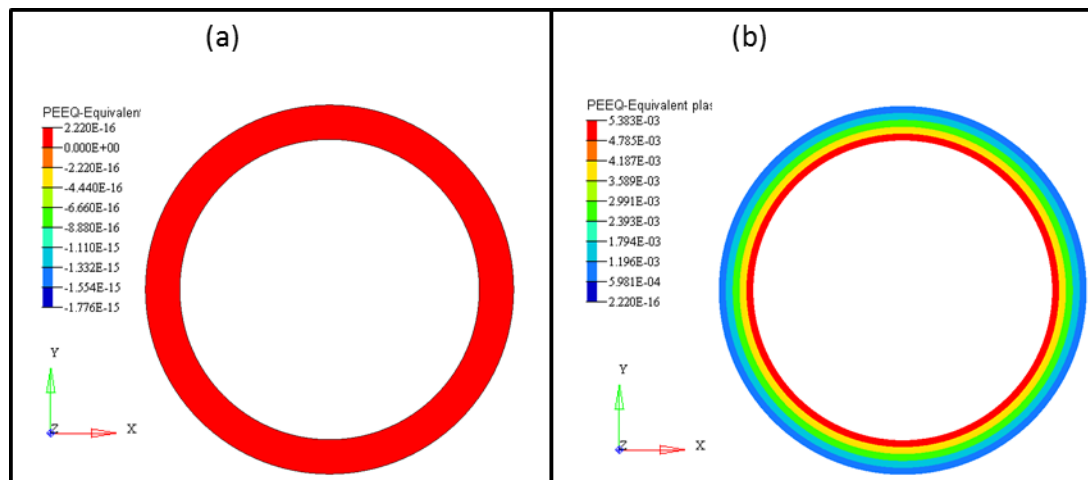 (a)
PEEQ-Equivalen
2.220E-16
0.000E+00
-2.220E-16
-4.440E-16
-6.660E-16
-8.880E-16
-1.110E-15
-1.332E-15
-1.554E-15
-1.776E-15
Y
Z
X
(b)
PEEQ-Equivalent plas
5.383E-03
4.785E-03
4.187E-03
3.589E-03
2.991E-03
2.393E-03
1.794E-03
1.196E-03
5.981E-04
2.220E-16
Y
Z
X